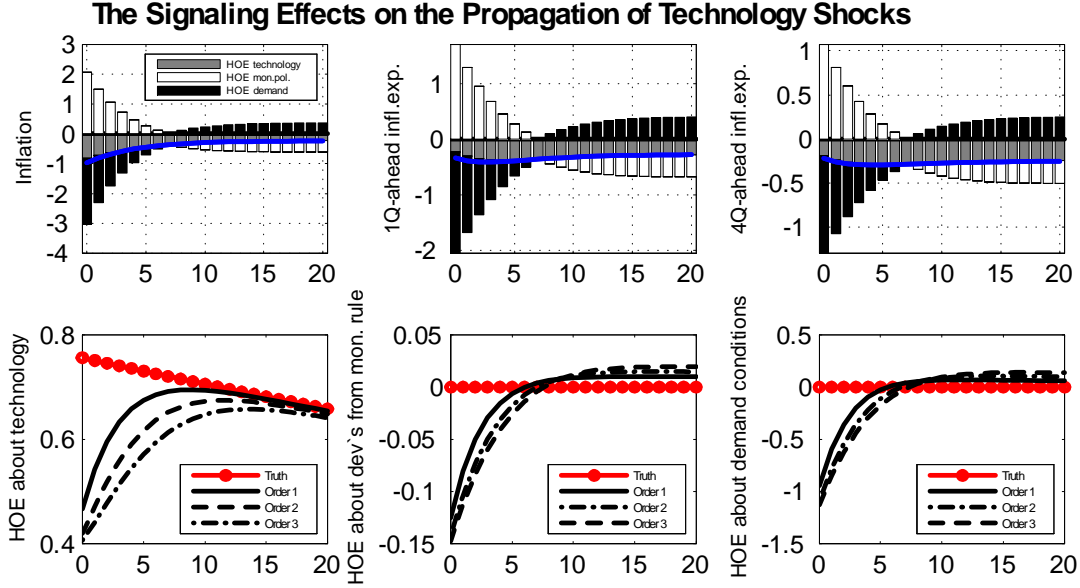 The Signaling Effects on the Propagation of Technology Shocks
Inflation
3
2
1
0
-1
-2
-3
-4
0 5 10 15 20
HOE technology
HOE mon.pol.
HOE demand
1Q-ahead infl.exp.
1
0
-1
-2
0 5 10 15 20
4Q-ahead infl.exp.
1
0.5
0
-0.5
-1
0 5 10 15 20
HOE about technology
0.8
0.6
0.4
0 5 10 15 20
Truth
Order 1
Order 2
Order 3
HOE about dev`s from mon. rule
0.05
0
-0.05
-0.1
-0.15
0 5 10 15 20
Truth
Order 1
Order 2
Order 3
HOE about demand conditions
0.5
0
-0.5
-1
-1.5
0 5 10 15 20
Truth
Order 1
Order 2
Order 3